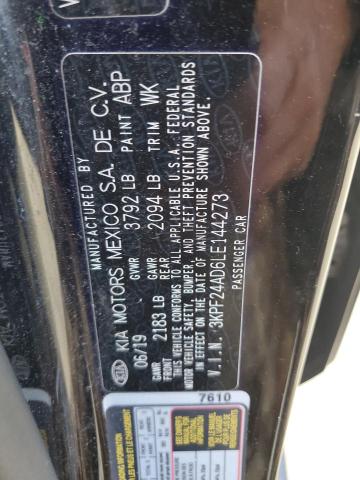 MANUFACTURED BY
KIA KIA MOTORS MEXICO S.A. DE C.V.
06/19 GVWR 3792 LB PAINT ABP
GAWR FRT 2183 LB GAWR REAR 2094 LB TRIM WK
THIS VEHICLE CONFORMS TO ALL APPLICABLE U.S.A. FEDERAL
MOTOR VEHICLE SAFETY, BUMPER, AND THEFT PREVENTION STANDARDS
IN EFFECT ON THE DATE OF MANUFACTURE SHOWN ABOVE.
V.I.N.: 3KPF24AD6LE144273
PASSENGER CAR
7610